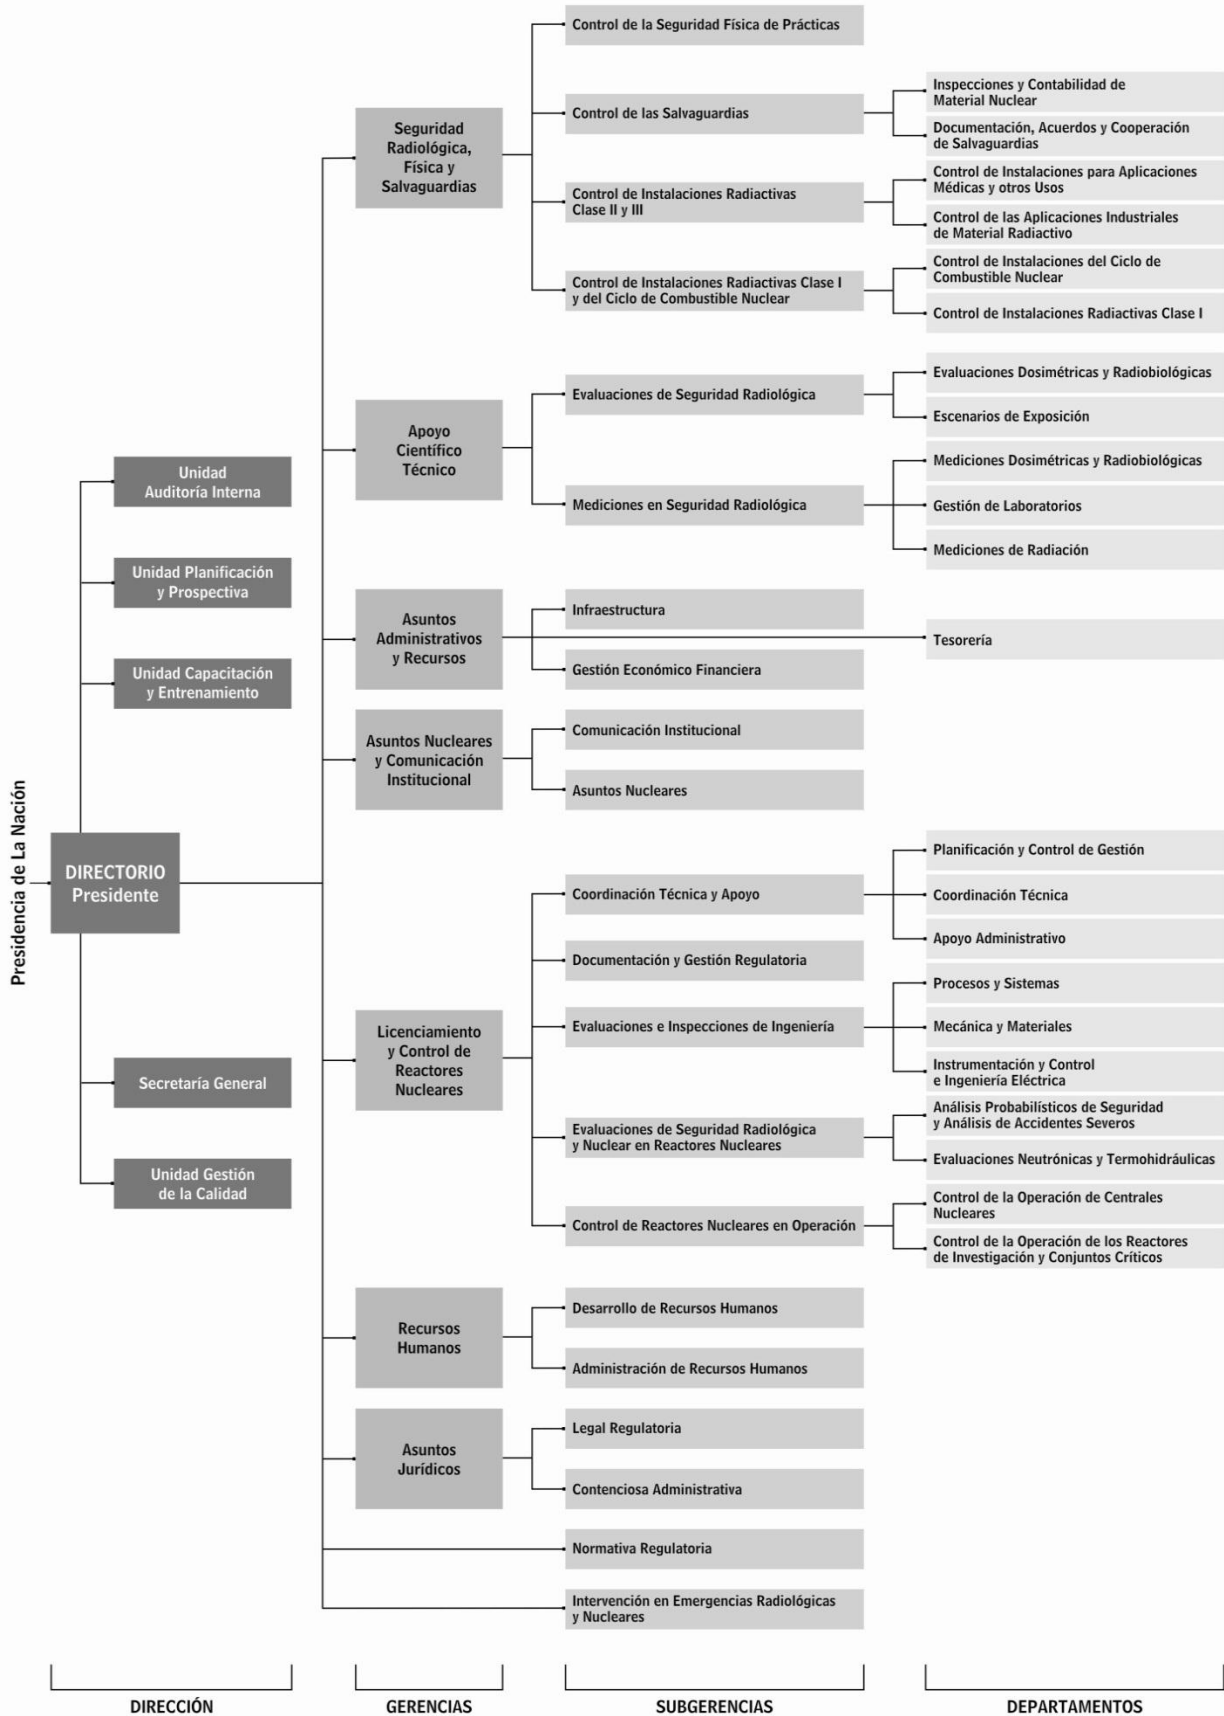 Presidencia de La Nación
DIRECTORIO
Presidente
Unidad
Auditoría Interna
Unidad Planificación
y Prospectiva
Unidad Capacitación
y Entrenamiento
Secretaría General
Unidad Gestión
de la Calidad
Seguridad
Radiológica,
Física y
Salvaguardias
Control de la Seguridad Física de Prácticas
Control de las Salvaguardias
Inspecciones y Contabilidad de
Material Nuclear
Documentación, Acuerdos y Cooperación
de Salvaguardias
Control de Instalaciones Radiactivas
Clase II y III
Control de Instalaciones para Aplicaciones
Médicas y otros Usos
Control de las Aplicaciones Industriales
de Material Radiactivo
Control de Instalaciones Radiactivas Clase I
y del Ciclo de Combustible Nuclear
Control de Instalaciones del Ciclo de
Combustible Nuclear
Control de Instalaciones Radiactivas Clase I
Apoyo
Científico
Técnico
Evaluaciones de Seguridad Radiológica
Evaluaciones Dosimétricas y Radiobiológicas
Escenarios de Exposición
Mediciones en Seguridad Radiológica
Mediciones Dosimétricas y Radiobiológicas
Gestión de Laboratorios
Mediciones de Radiación
Asuntos
Administrativos
y Recursos
Infraestructura
Tesorería
Gestión Económico Financiera
Asuntos Nucleares
y Comunicación
Institucional
Comunicación Institucional
Asuntos Nucleares
Licenciamiento
y Control de
Reactores
Nucleares
Coordinación Técnica y Apoyo
Planificación y Control de Gestión
Coordinación Técnica
Apoyo Administrativo
Documentación y Gestión Regulatoria
Evaluaciones e Inspecciones de Ingeniería
Procesos y Sistemas
Mecánica y Materiales
Instrumentación y Control
e Ingeniería Eléctrica
Evaluaciones de Seguridad Radiológica
y Nuclear en Reactores Nucleares
Análisis Probabilísticos de Seguridad
y Análisis de Accidentes Severos
Evaluaciones Neutrónicas y Termohidráulicas
Control de Reactores Nucleares en Operación
Control de la Operación de Centrales
Nucleares
Control de la Operación de los Reactores
de Investigación y Conjuntos Críticos
Recursos
Humanos
Desarrollo de Recursos Humanos
Administración de Recursos Humanos
Asuntos
Jurídicos
Legal Regulatoria
Contenciosa Administrativa
Normativa Regulatoria
Intervención en Emergencias Radiológicas
y Nucleares
DIRECCIÓN
GERENCIAS
SUBGERENCIAS
DEPARTAMENTOS